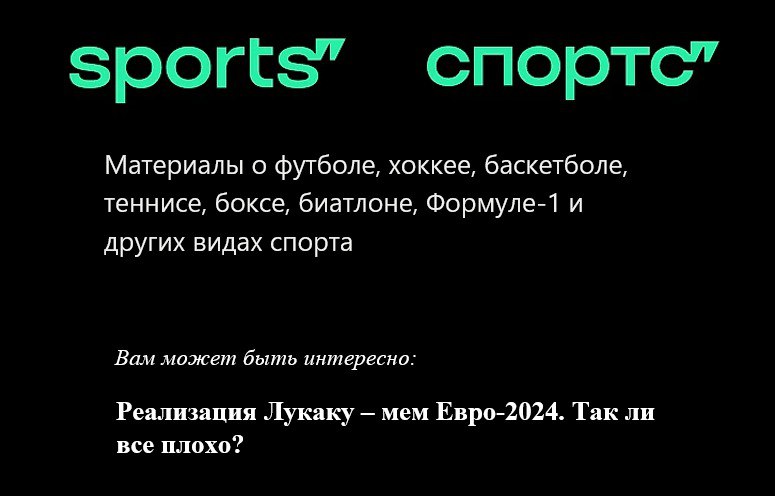 sports” спортс”
Материалы о футболе, хоккее, баскетболе,
теннисе, боксе, биатлоне, Формуле-1 и
других видах спорта
Вам может быть интересно:
Реализация Лукаку – мем Евро-2024. Так ли
все плохо?